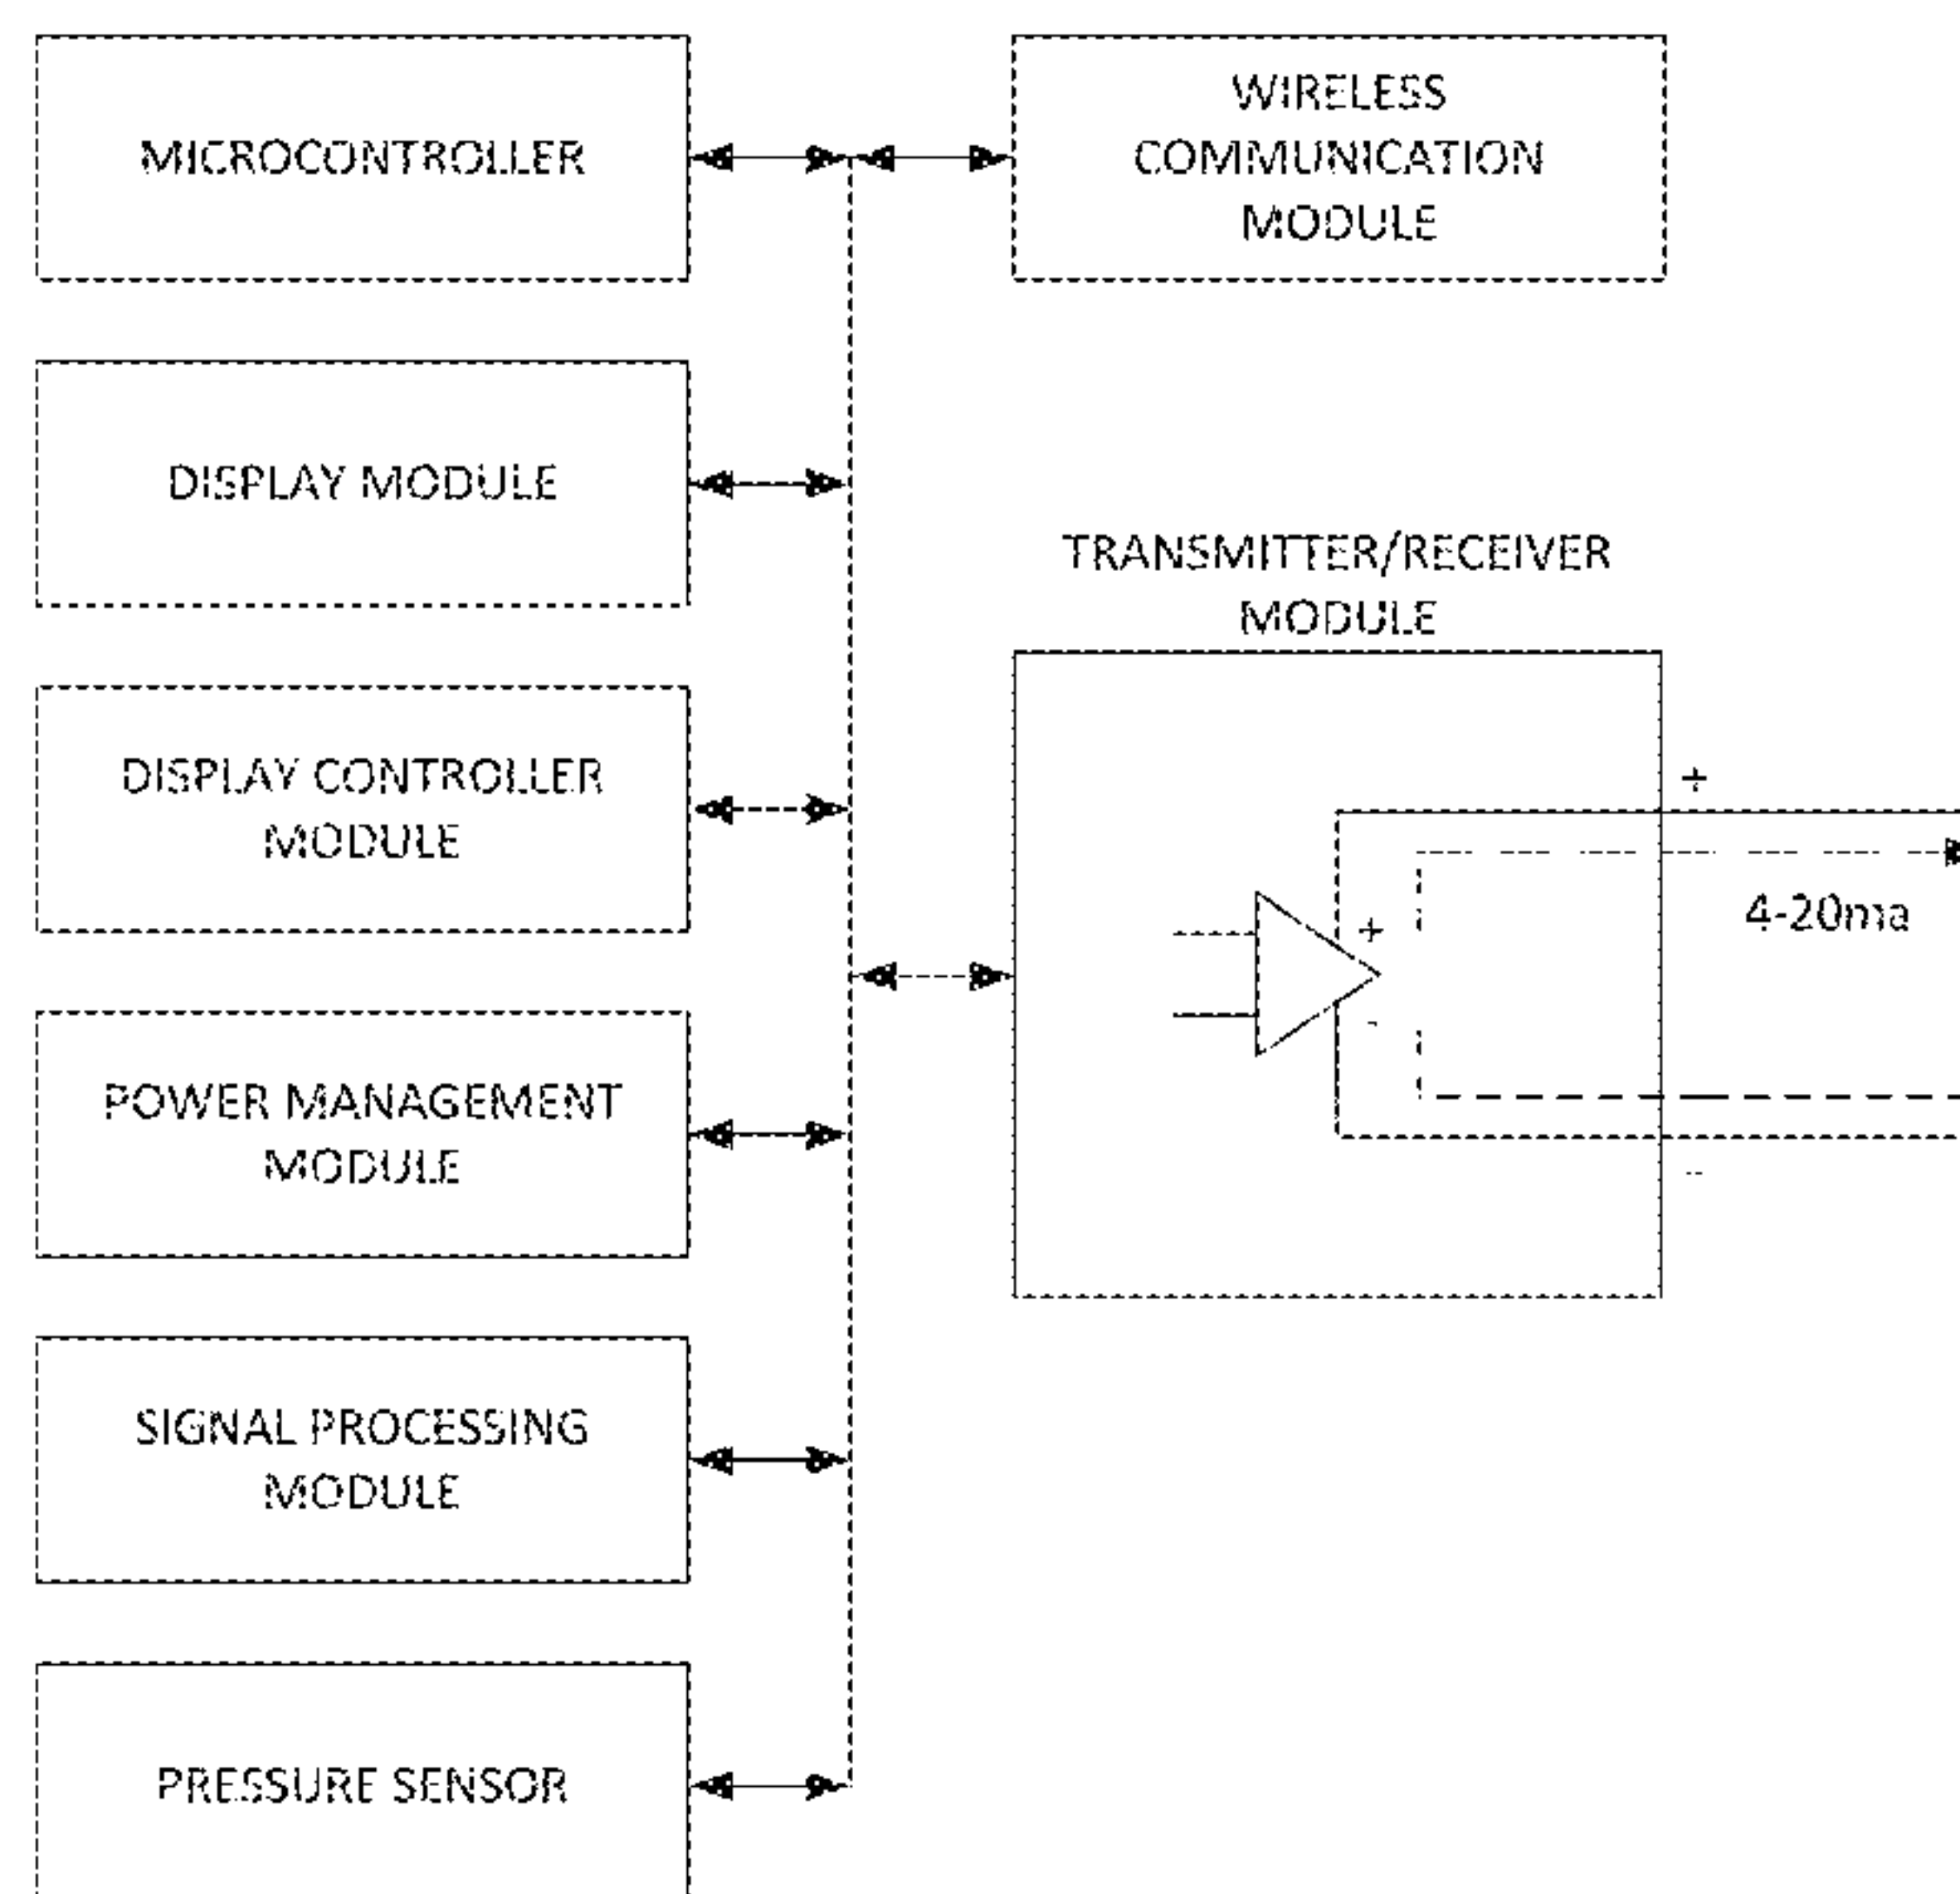 MICROCONTROLLER
WIRELESS
COMMUNICATION
MODULE
DISPLAY MODULE
TRANSMITTER/RECEIVER
MODULE
DISPLAY CONTROLLER
MODULE
+
+
4-20ma
-
-
POWER MANAGEMENT
MODULE
SIGNAL PROCESSING
MODULE
PRESSURE SENSOR